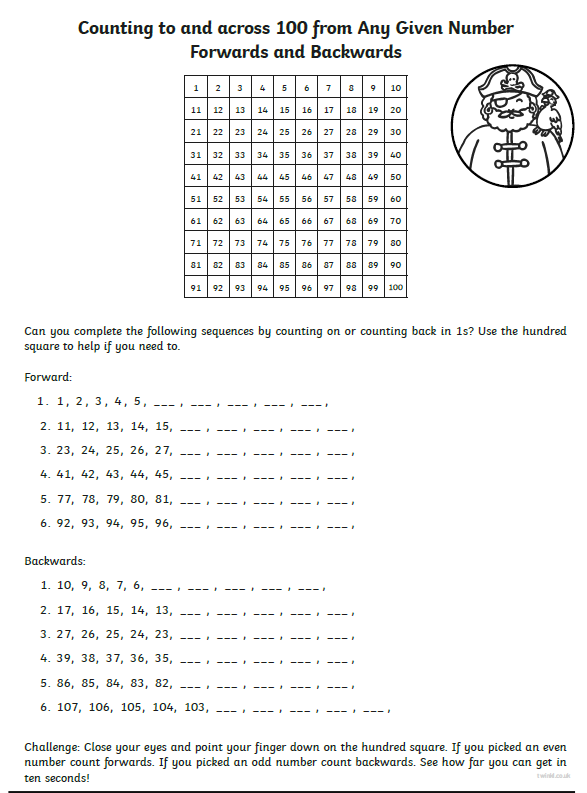 Counting to and across 100 from Any Given Number
Forwards and Backwards
1 2 3 4 5 6 7 8 9 10
11 12 13 14 15 16 17 18 19 20
21 22 23 24 25 26 27 28 29 30
31 32 33 34 35 36 37 38 39 40
41 42 43 44 45 46 47 48 49 50
51 52 53 54 55 56 57 58 59 60
61 62 63 64 65 66 67 68 69 70
71 72 73 74 75 76 77 78 79 80
81 82 83 84 85 86 87 88 89 90
91 92 93 94 95 96 97 98 99 100
Can you complete the following sequences by counting on or counting back in 1s? Use the hundred
square to help if you need to.
Forward:
1. 1, 2, 3, 4, 5, ___, ___, ___, ___, ___,
2. 11, 12, 13, 14, 15, ___, ___, ___, ___, ___,
3. 23, 24, 25, 26, 27, ___, ___, ___, ___, ___,
4. 41, 42, 43, 44, 45, ___, ___, ___, ___, ___,
5. 77, 78, 79, 80, 81, ___, ___, ___, ___, ___,
6. 92, 93, 94, 95, 96, ___, ___, ___, ___, ___,
Backwards:
1. 10, 9, 8, 7, 6, ___, ___, ___, ___, ___,
2. 17, 16, 15, 14, 13, ___, ___, ___, ___, ___,
3. 27, 26, 25, 24, 23, ___, ___, ___, ___, ___,
4. 39, 38, 37, 36, 35, ___, ___, ___, ___, ___,
5. 86, 85, 84, 83, 82, ___, ___, ___, ___, ___,
6. 107, 106, 105, 104, 103, ___, ___, ___, ___, ___,
Challenge: Close your eyes and point your finger down on the hundred square. If you picked an even
number count forwards. If you picked an odd number count backwards. See how far you can get in
ten seconds!
twinkl.co.uk